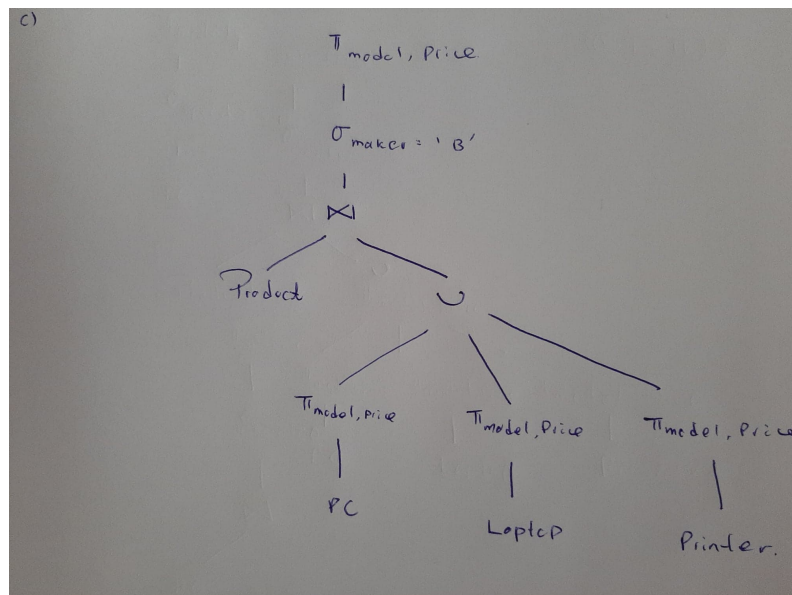 c)
π model, Price
|
σ maker = 'B'
|
⋈
Product
∪
π model, Price π model, Price π model, Price
PC Laptop Printer.